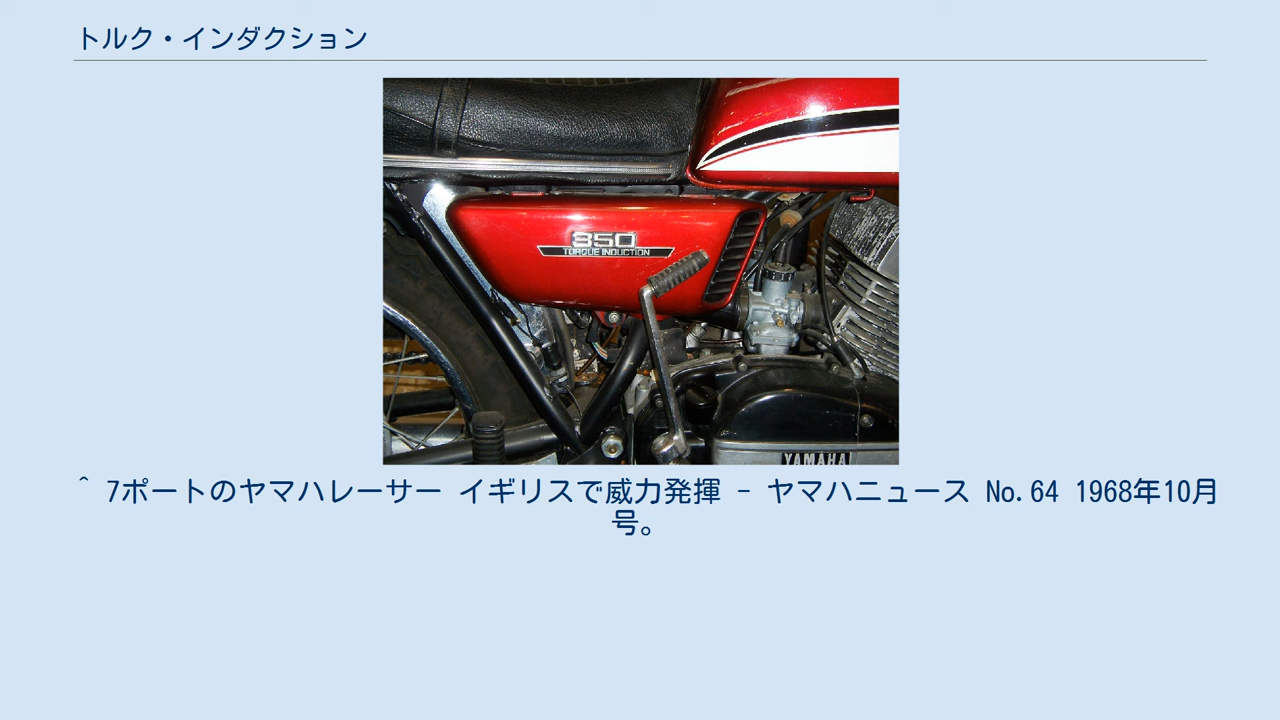 トルク・インダクション
350
TORQUE INDUCTION
YAMAHA
^ 7ポートのヤマハレーサー イギリスで威力発揮 - ヤマハニュース No.64 1968年10月
号。